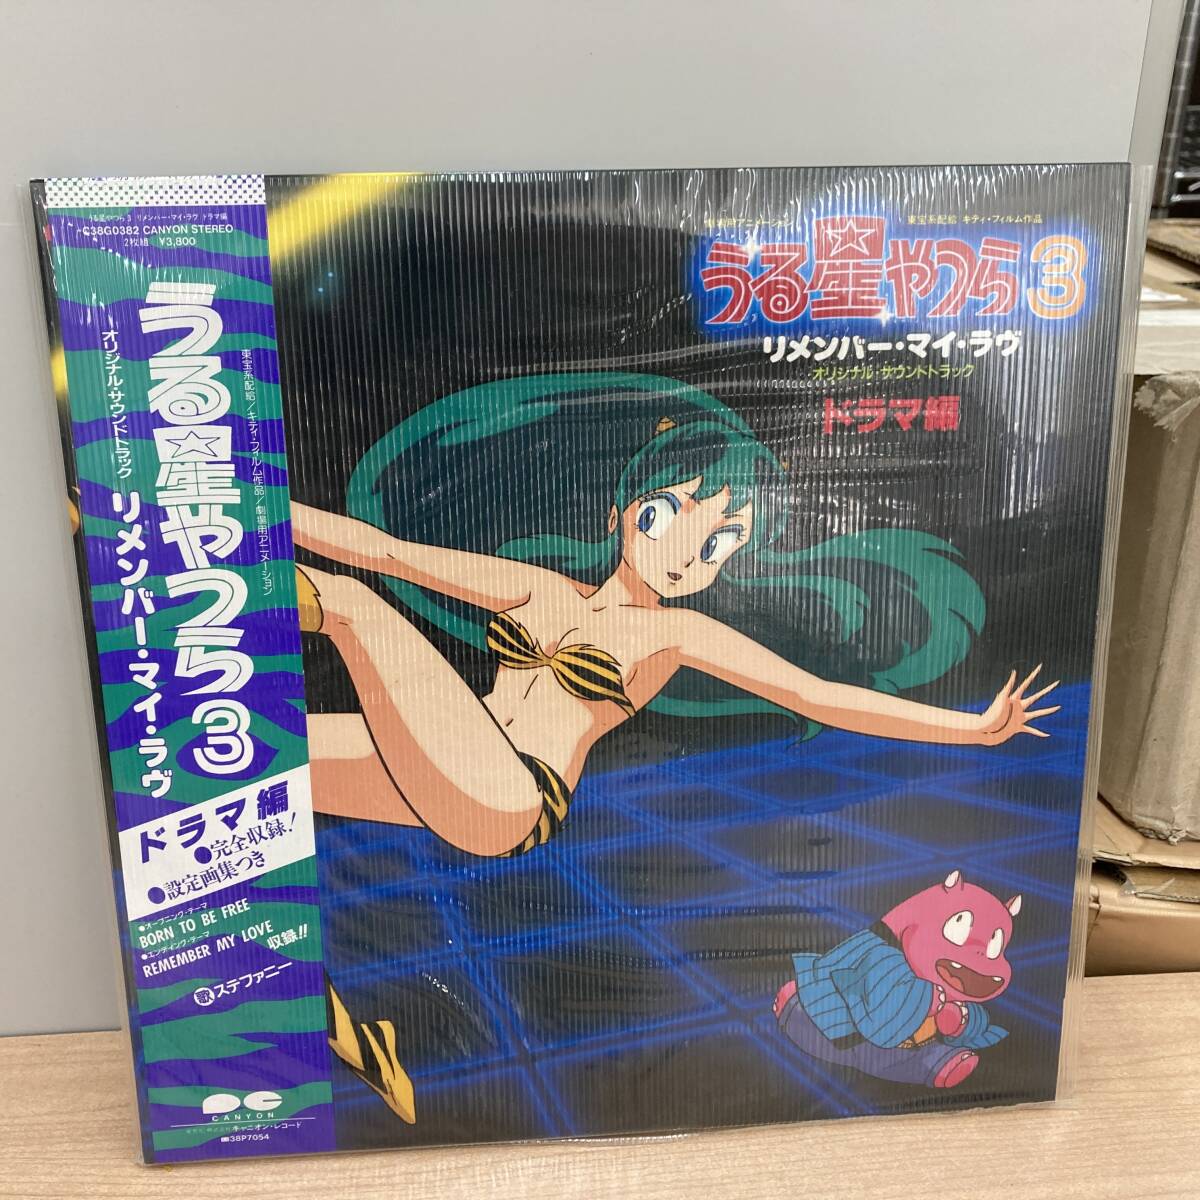 うる星やつら3 リメンバー・マイ・ラヴ ドラマ編
C38G0382 CANYON STEREO
2枚組 ¥3,800
東宝系配給/キティ・フィルム作品/劇場用アニメーション
うる星やつら3
オリジナル・サウンドトラック
リメンバー・マイ・ラヴ
ドラマ編
●完全収録!
●設定画集つき
●オープニング・テーマ
BORN TO BE FREE
●エンディング・テーマ
REMEMBER MY LOVE
収録!!
歌 ステファニー
CANYON
キャニオン・レコード
38P7054
劇場用アニメーション
東宝系配給 キティ・フィルム作品
うる星やつら3
リメンバー・マイ・ラヴ
オリジナル・サウンドトラック
ドラマ編